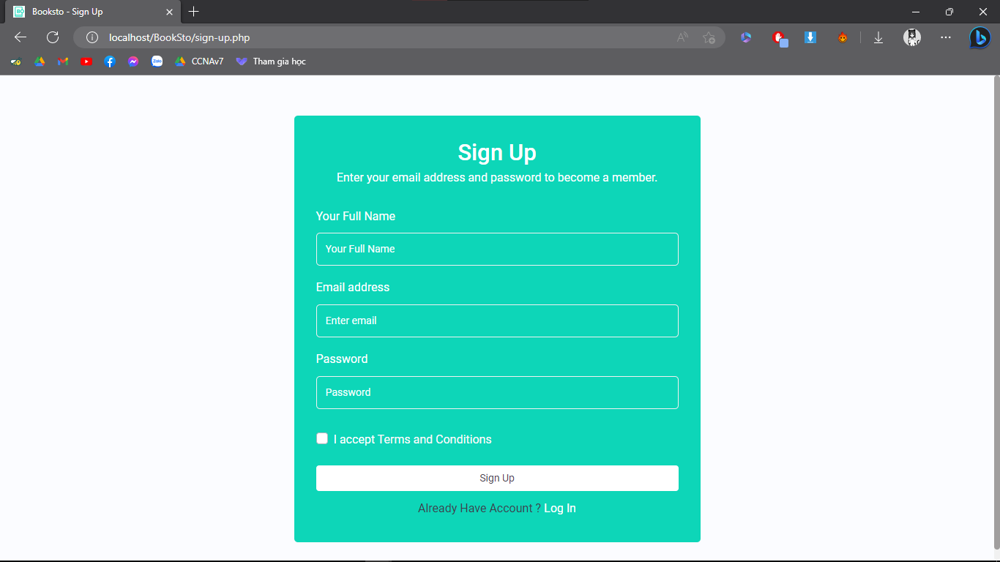 Booksto - Sign Up
localhost/BookSto/sign-up.php
Zalo
CCNAv7
Tham gia học
Sign Up
Enter your email address and password to become a member.
Your Full Name
Your Full Name
Email address
Enter email
Password
Password
I accept Terms and Conditions
Sign Up
Already Have Account ? Log In